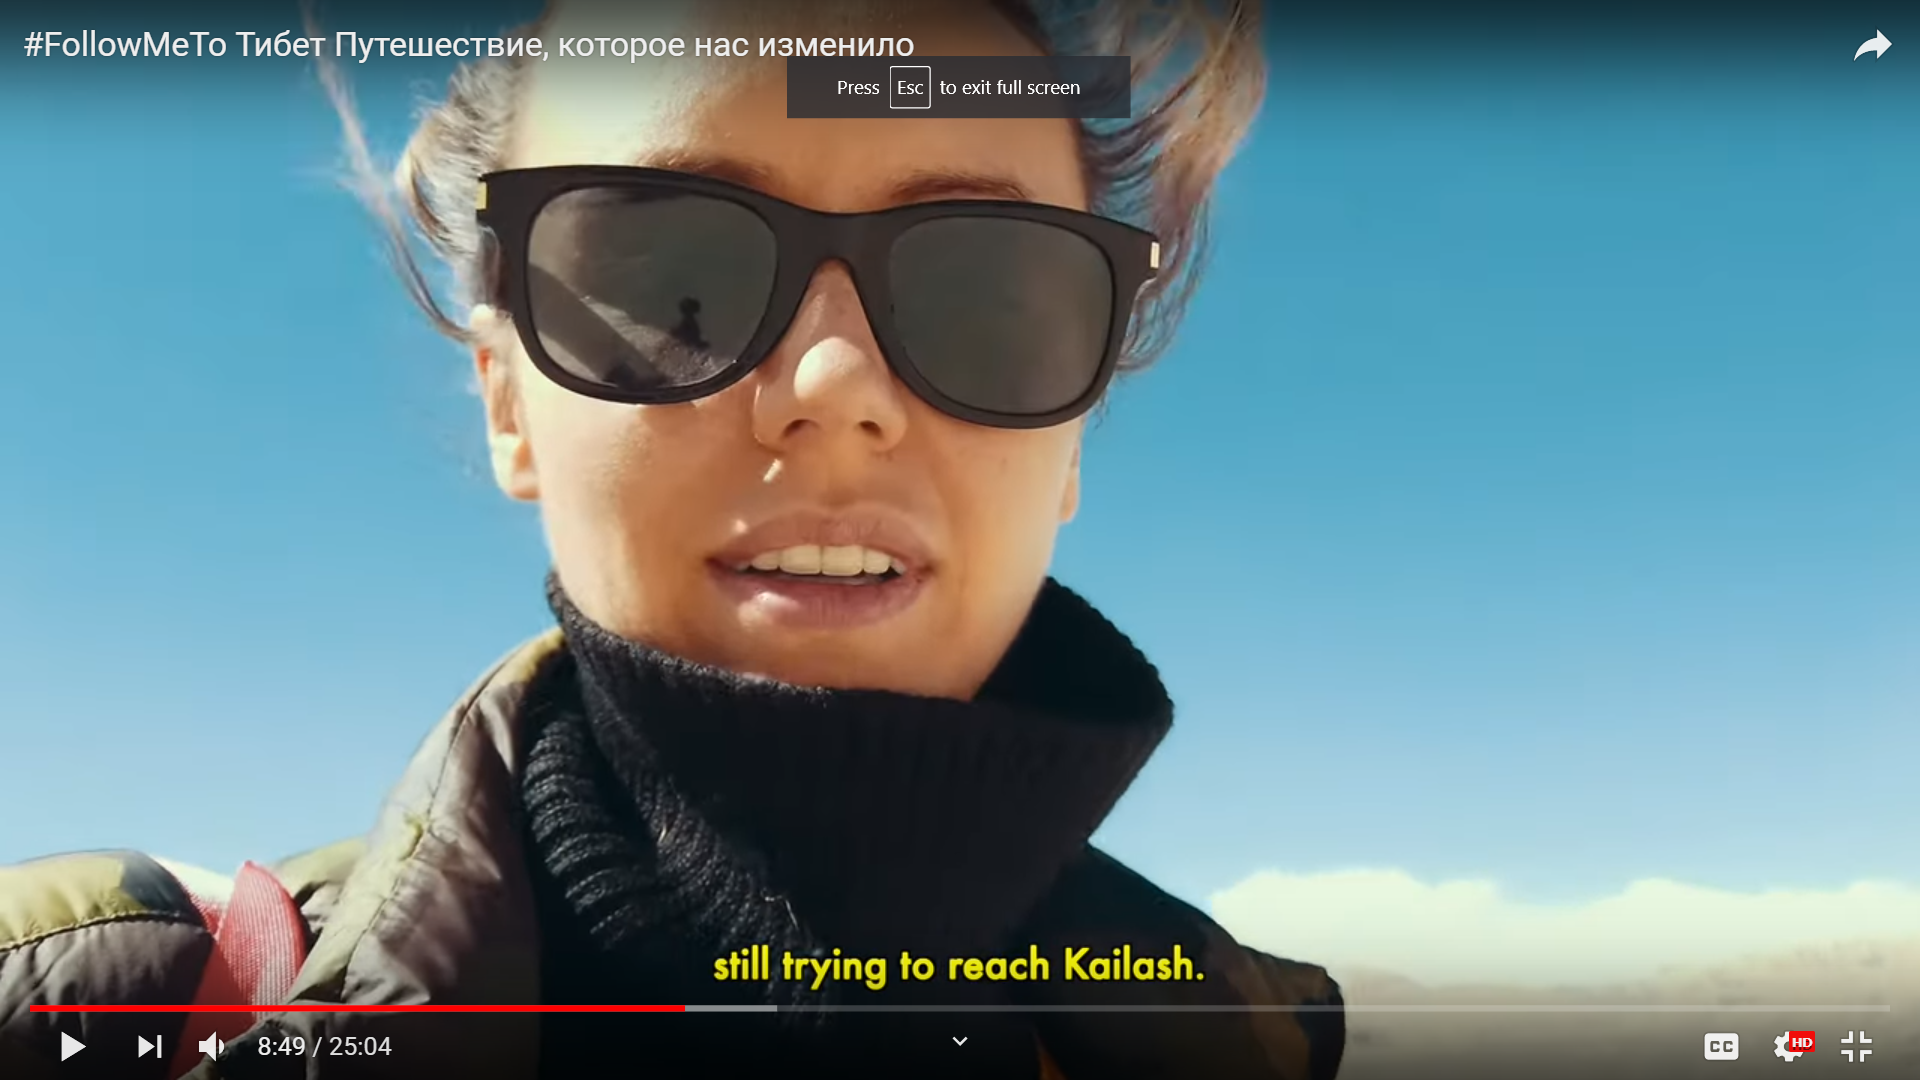 #FollowMeTo Тибет Путешествие, которое нас изменило
Press Esc to exit full screen
still trying to reach Kailash.
8:49 / 25:04
CC
HD